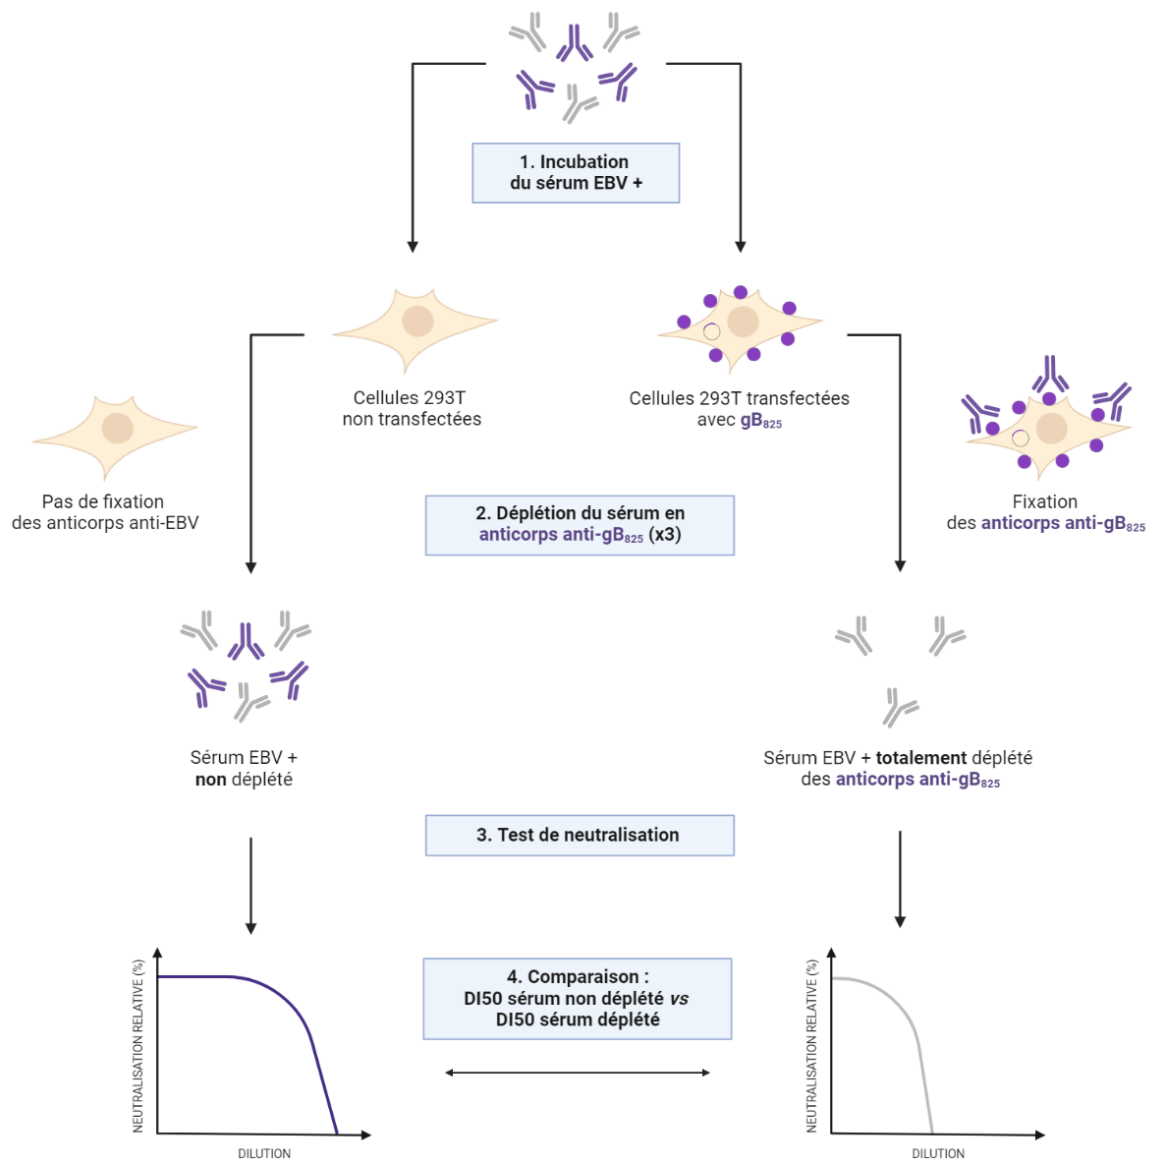 1. Incubation
du sérum EBV +
Cellules 293T
non transfectées
Cellules 293T transfectées
avec gB₈₂₅
Pas de fixation
des anticorps anti-EBV
Fixation
des anticorps anti-gB₈₂₅
2. Déplétion du sérum en
anticorps anti-gB₈₂₅ (x3)
Sérum EBV +
non déplété
Sérum EBV + totalement déplété
des anticorps anti-gB₈₂₅
3. Test de neutralisation
4. Comparaison :
DI50 sérum non déplété vs
DI50 sérum déplété
NEUTRALISATION RELATIVE (%)
DILUTION
NEUTRALISATION RELATIVE (%)
DILUTION